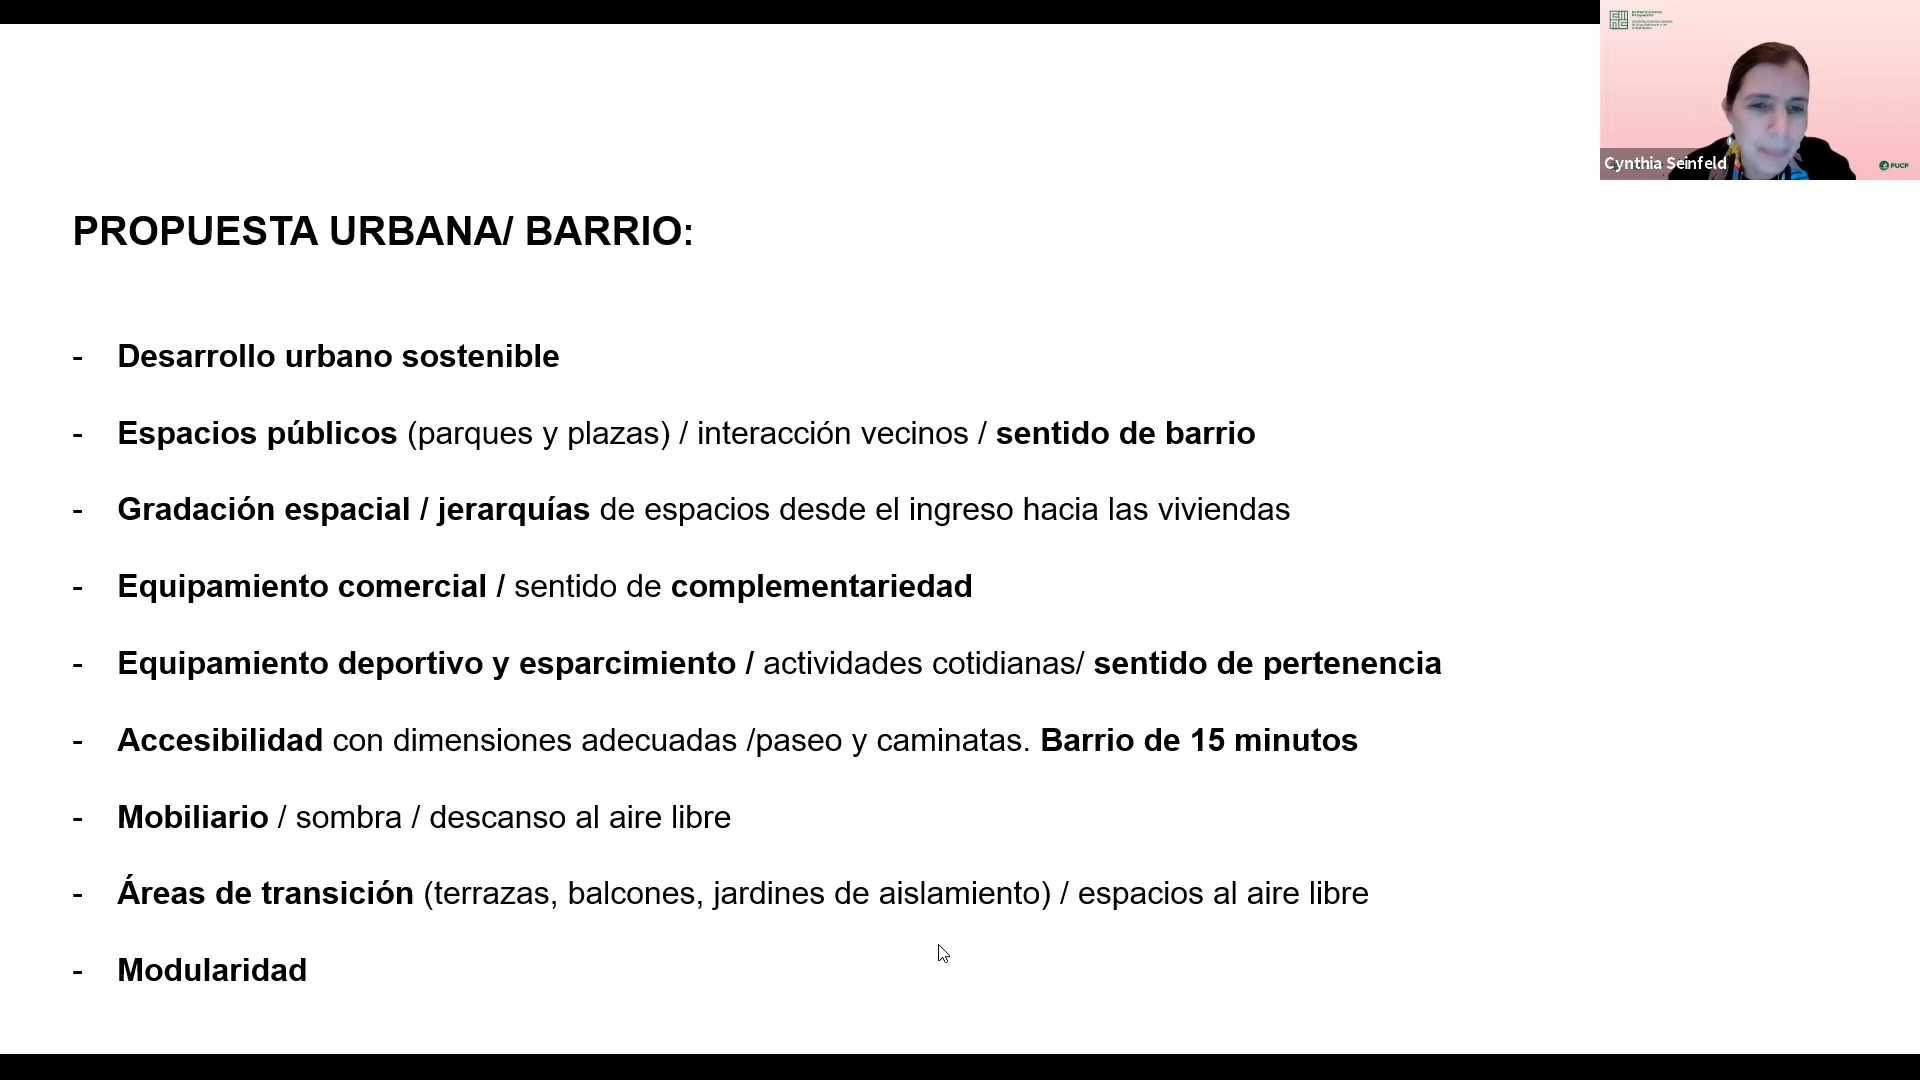 Cynthia Seinfeld
PUCP
PROPUESTA URBANA/ BARRIO:
- Desarrollo urbano sostenible
- Espacios públicos (parques y plazas) / interacción vecinos / sentido de barrio
- Gradación espacial / jerarquías de espacios desde el ingreso hacia las viviendas
- Equipamiento comercial / sentido de complementariedad
- Equipamiento deportivo y esparcimiento / actividades cotidianas/ sentido de pertenencia
- Accesibilidad con dimensiones adecuadas /paseo y caminatas. Barrio de 15 minutos
- Mobiliario / sombra / descanso al aire libre
- Áreas de transición (terrazas, balcones, jardines de aislamiento) / espacios al aire libre
- Modularidad